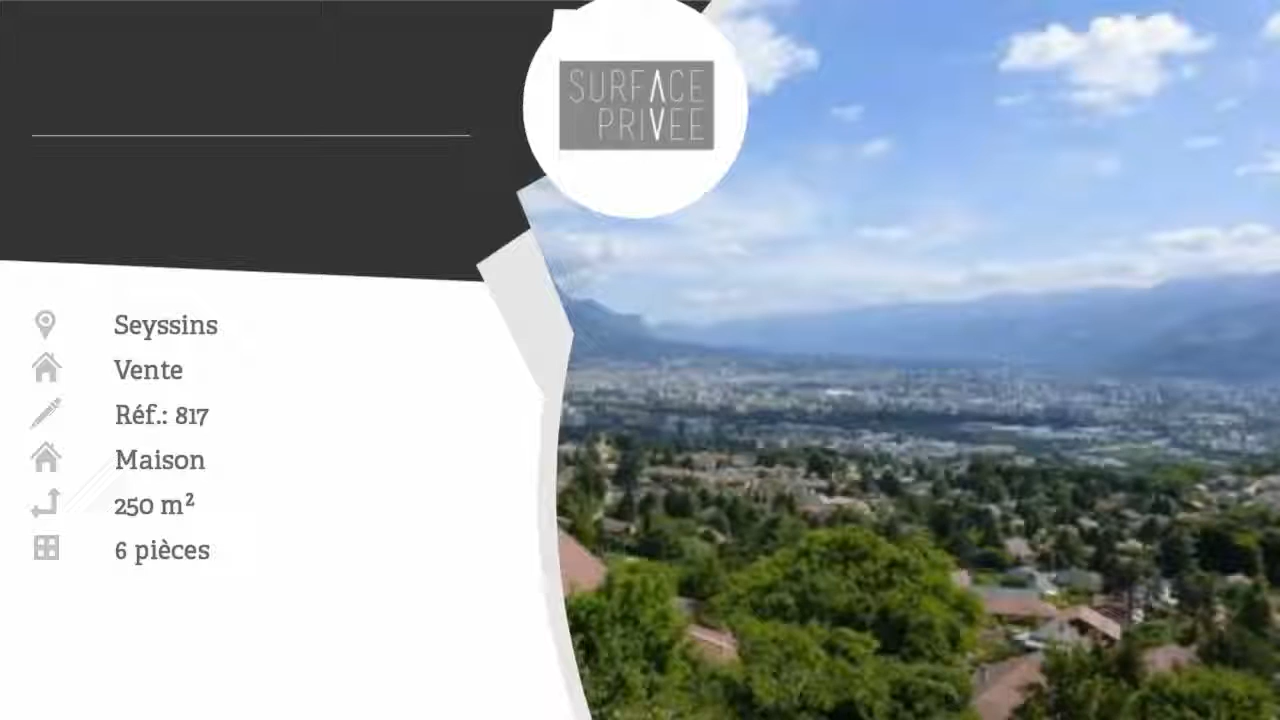 SURFACE
PRIVEE
Seyssins
Vente
Réf.: 817
Maison
250 m²
6 pièces